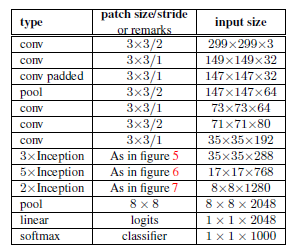 type patch size/stride or remarks input size
conv 3×3/2 299×299×3
conv 3×3/1 149×149×32
conv padded 3×3/1 147×147×32
pool 3×3/2 147×147×64
conv 3×3/1 73×73×64
conv 3×3/2 71×71×80
conv 3×3/1 35×35×192
3×Inception As in figure 5 35×35×288
5×Inception As in figure 6 17×17×768
2×Inception As in figure 7 8×8×1280
pool 8 × 8 8 × 8 × 2048
linear logits 1 × 1 × 2048
softmax classifier 1 × 1 × 1000